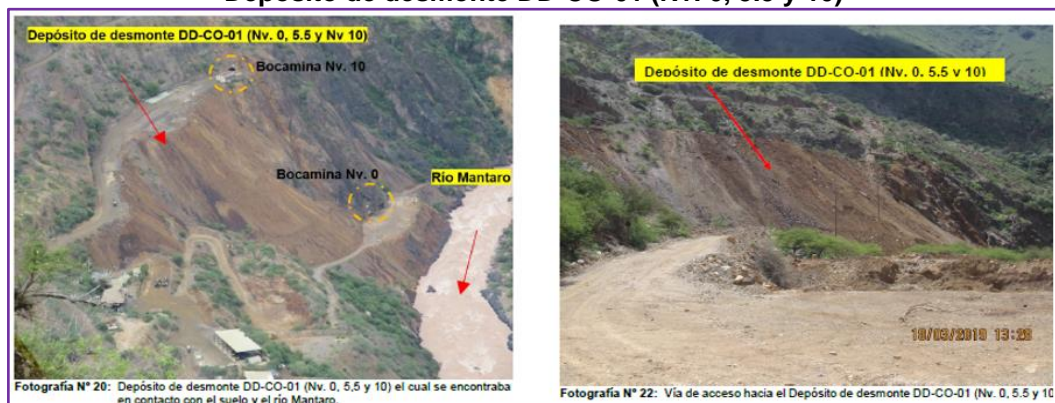 Depósito de desmonte DD-CO-01 (Nv. 0, 5.5 y 10)
Depósito de desmonte DD-CO-01 (Nv. 0, 5.5 y Nv 10)
Bocamina Nv. 10
Bocamina Nv. 0
Río Mantaro
Fotografía N° 20: Depósito de desmonte DD-CO-01 (Nv. 0, 5,5 y 10) el cual se encontraba
en contacto con el suelo y el río Mantaro.
Depósito de desmonte DD-CO-01 (Nv. 0, 5.5 y 10)
18/03/2019 13:28
Fotografía N° 22: Vía de acceso hacia el Depósito de desmonte DD-CO-01 (Nv. 0, 5.5 y 10